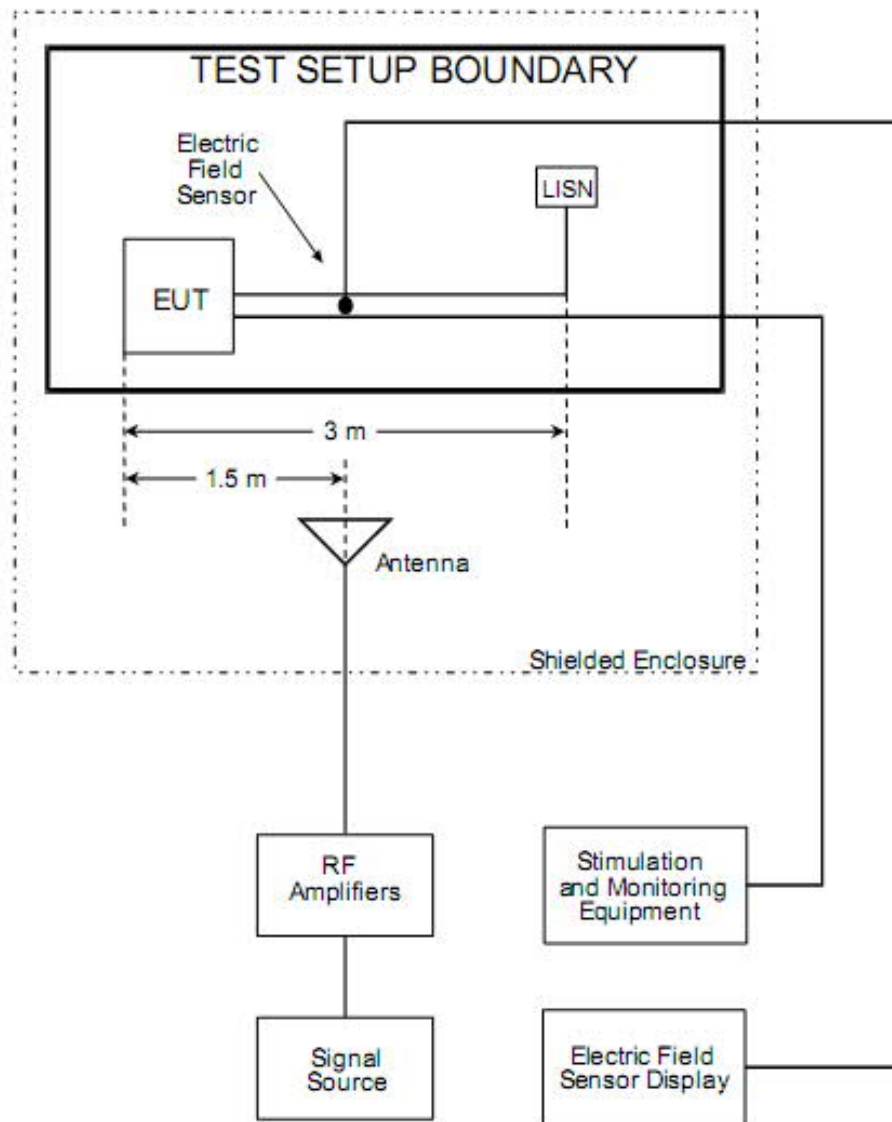 TEST SETUP BOUNDARY
Electric
Field
Sensor
LISN
EUT
3 m
1.5 m
Antenna
Shielded Enclosure
RF
Amplifiers
Stimulation
and Monitoring
Equipment
Signal
Source
Electric Field
Sensor Display